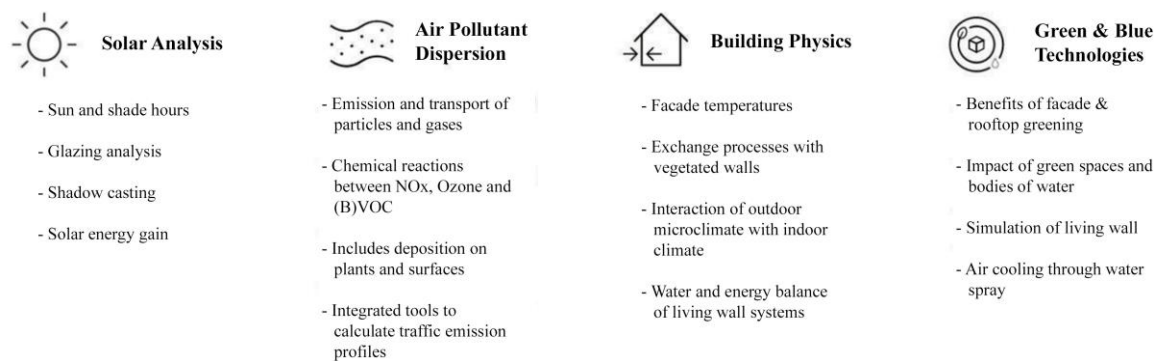 Solar Analysis
- Sun and shade hours
- Glazing analysis
- Shadow casting
- Solar energy gain
Air Pollutant
Dispersion
- Emission and transport of
particles and gases
- Chemical reactions
between NOx, Ozone and
(B)VOC
- Includes deposition on
plants and surfaces
- Integrated tools to
calculate traffic emission
profiles
Building Physics
- Facade temperatures
- Exchange processes with
vegetated walls
- Interaction of outdoor
microclimate with indoor
climate
- Water and energy balance
of living wall systems
Green & Blue
Technologies
- Benefits of facade &
rooftop greening
- Impact of green spaces and
bodies of water
- Simulation of living wall
- Air cooling through water
spray